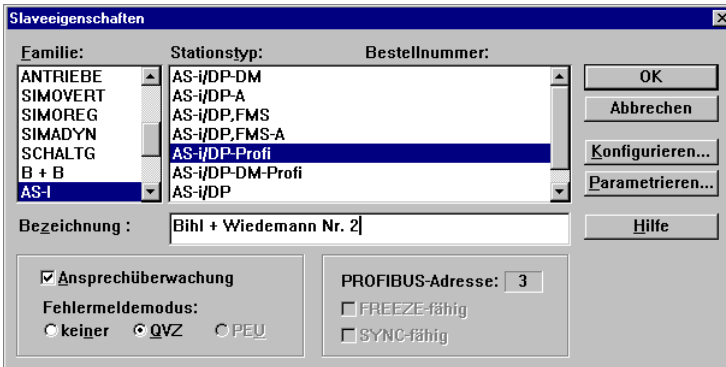 Slaveeigenschaften
Familie:
Stationstyp:
Bestellnummer:
ANTRIEBE
SIMOVERT
SIMOREG
SIMADYN
SCHALTG
B + B
AS-I
AS-i/DP-DM
AS-i/DP-A
AS-i/DP,FMS
AS-i/DP,FMS-A
AS-i/DP-Profi
AS-i/DP-DM-Profi
AS-i/DP
OK
Abbrechen
Konfigurieren...
Parametrieren...
Hilfe
Bezeichnung : Bihl + Wiedemann Nr. 2
Ansprechüberwachung
Fehlermeldemodus:
keiner QVZ PEU
PROFIBUS-Adresse: 3
FREEZE-fähig
SYNC-fähig